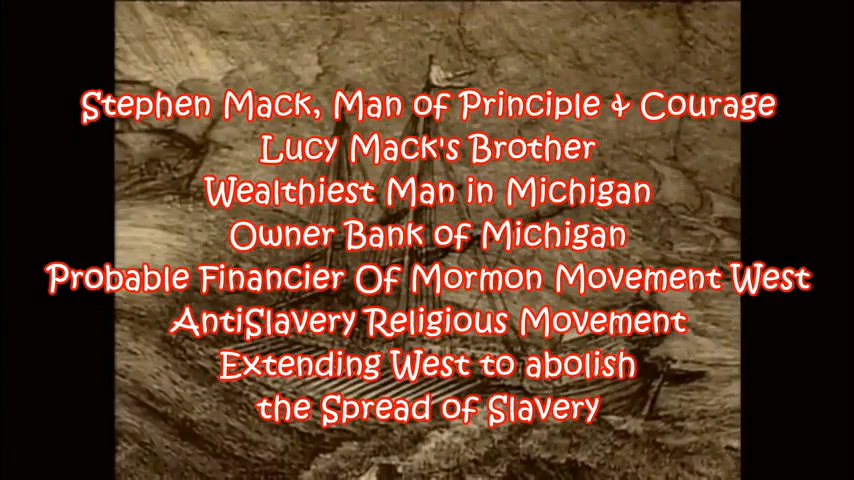 Stephen Mack, Man of Principle & Courage
Lucy Mack's Brother
Wealthiest Man in Michigan
Owner Bank of Michigan
Probable Financier Of Mormon Movement West
AntiSlavery Religious Movement
Extending West to abolish
the Spread of Slavery